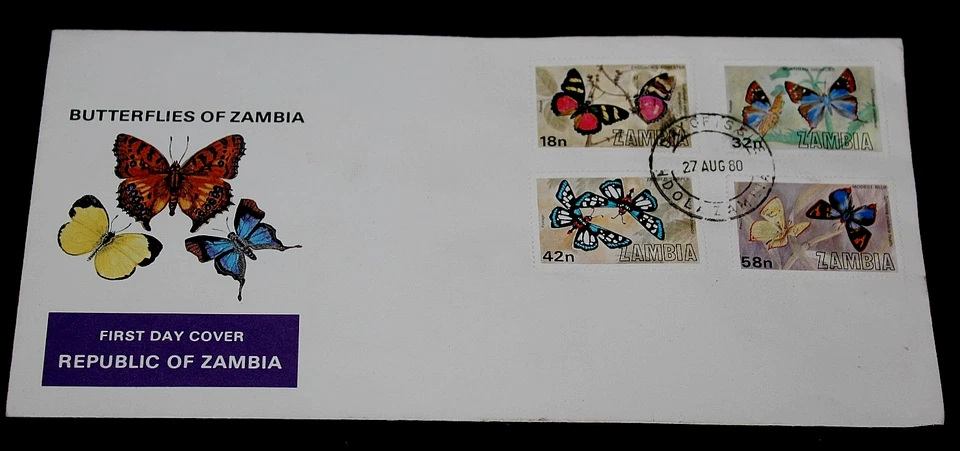 BUTTERFLIES OF ZAMBIA
FIRST DAY COVER
REPUBLIC OF ZAMBIA
18n ZAMBIA
32n ZAMBIA
27 AUG 80
42n ZAMBIA
58n ZAMBIA